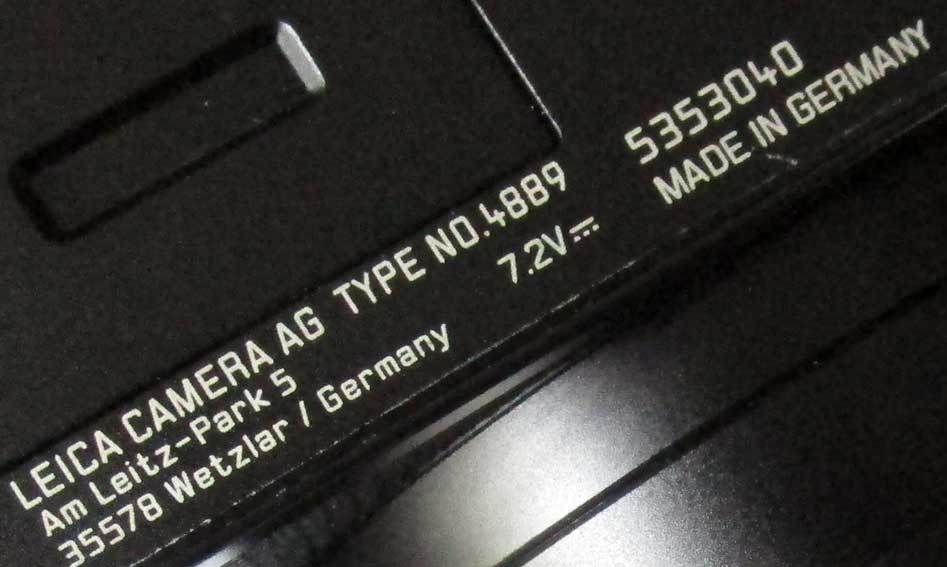 LEICA CAMERA AG TYPE NO.4889 5353040
Am Leitz-Park 5 7.2V⎓ MADE IN GERMANY
35578 Wetzlar / Germany